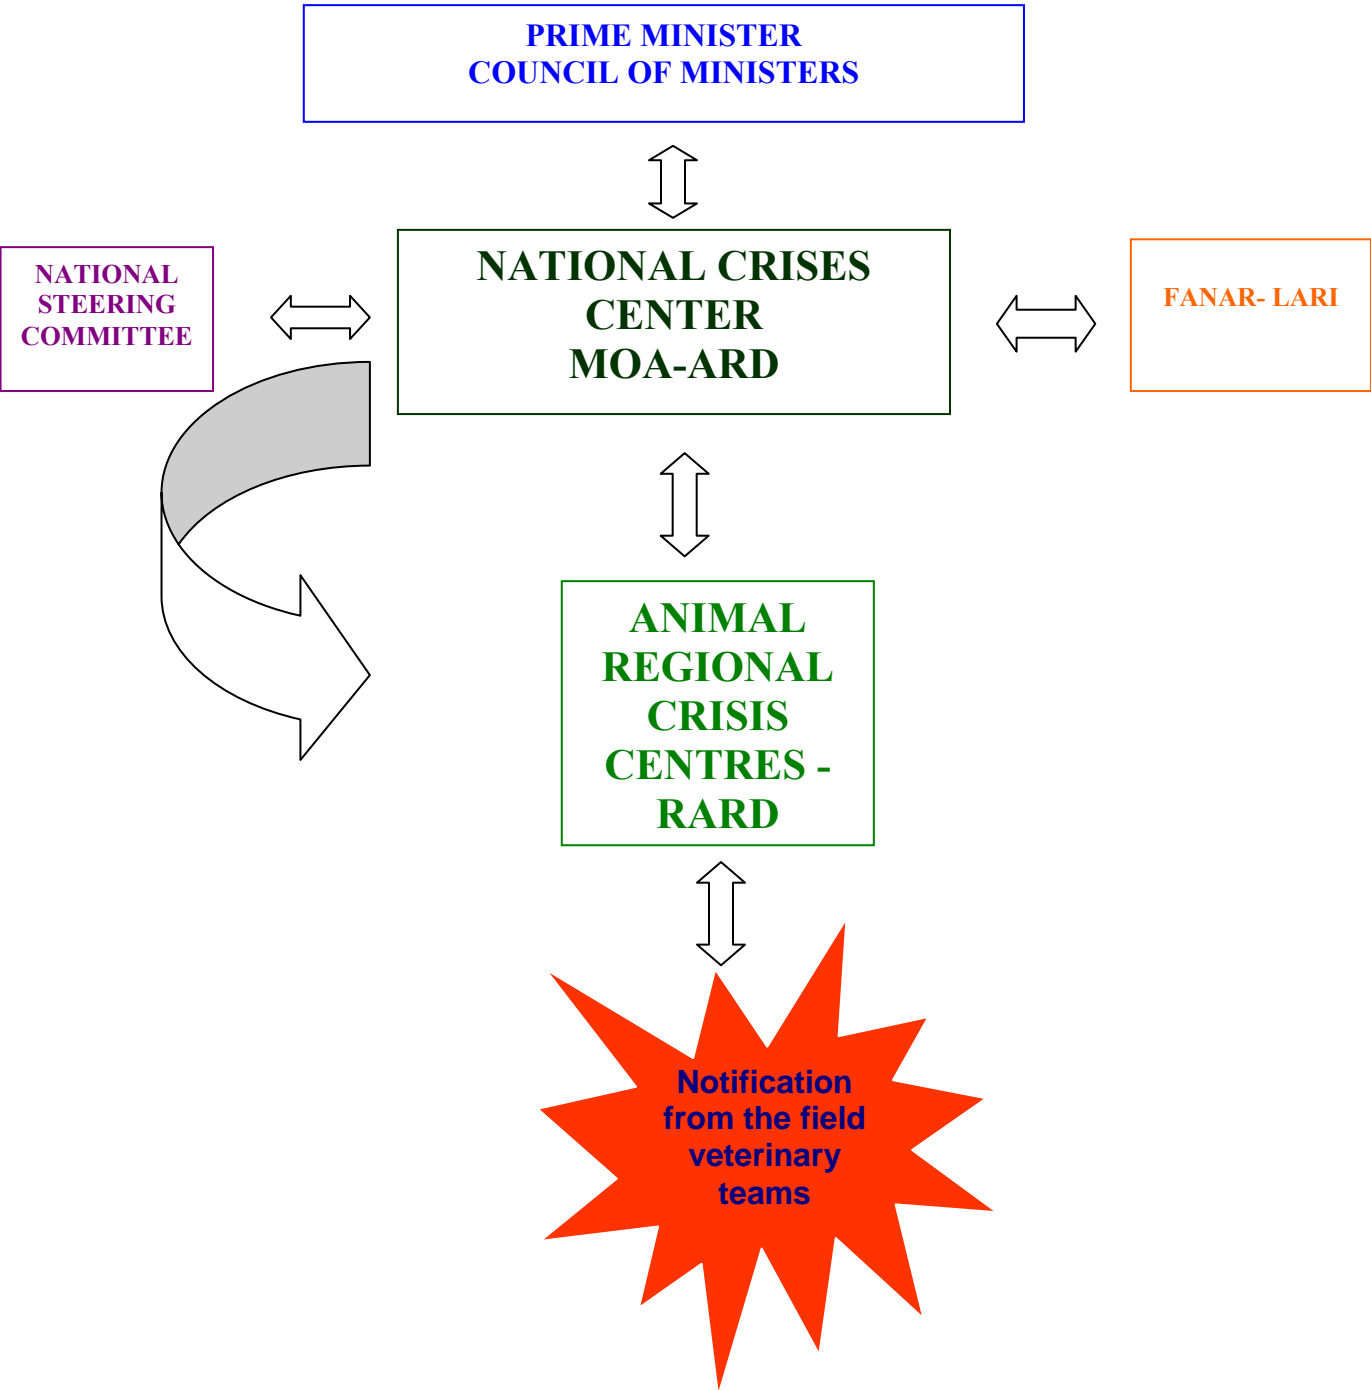 PRIME MINISTER
COUNCIL OF MINISTERS
NATIONAL
STEERING
COMMITTEE
NATIONAL CRISES
CENTER
MOA-ARD
FANAR- LARI
ANIMAL
REGIONAL
CRISIS
CENTRES -
RARD
Notification
from the field
veterinary
teams